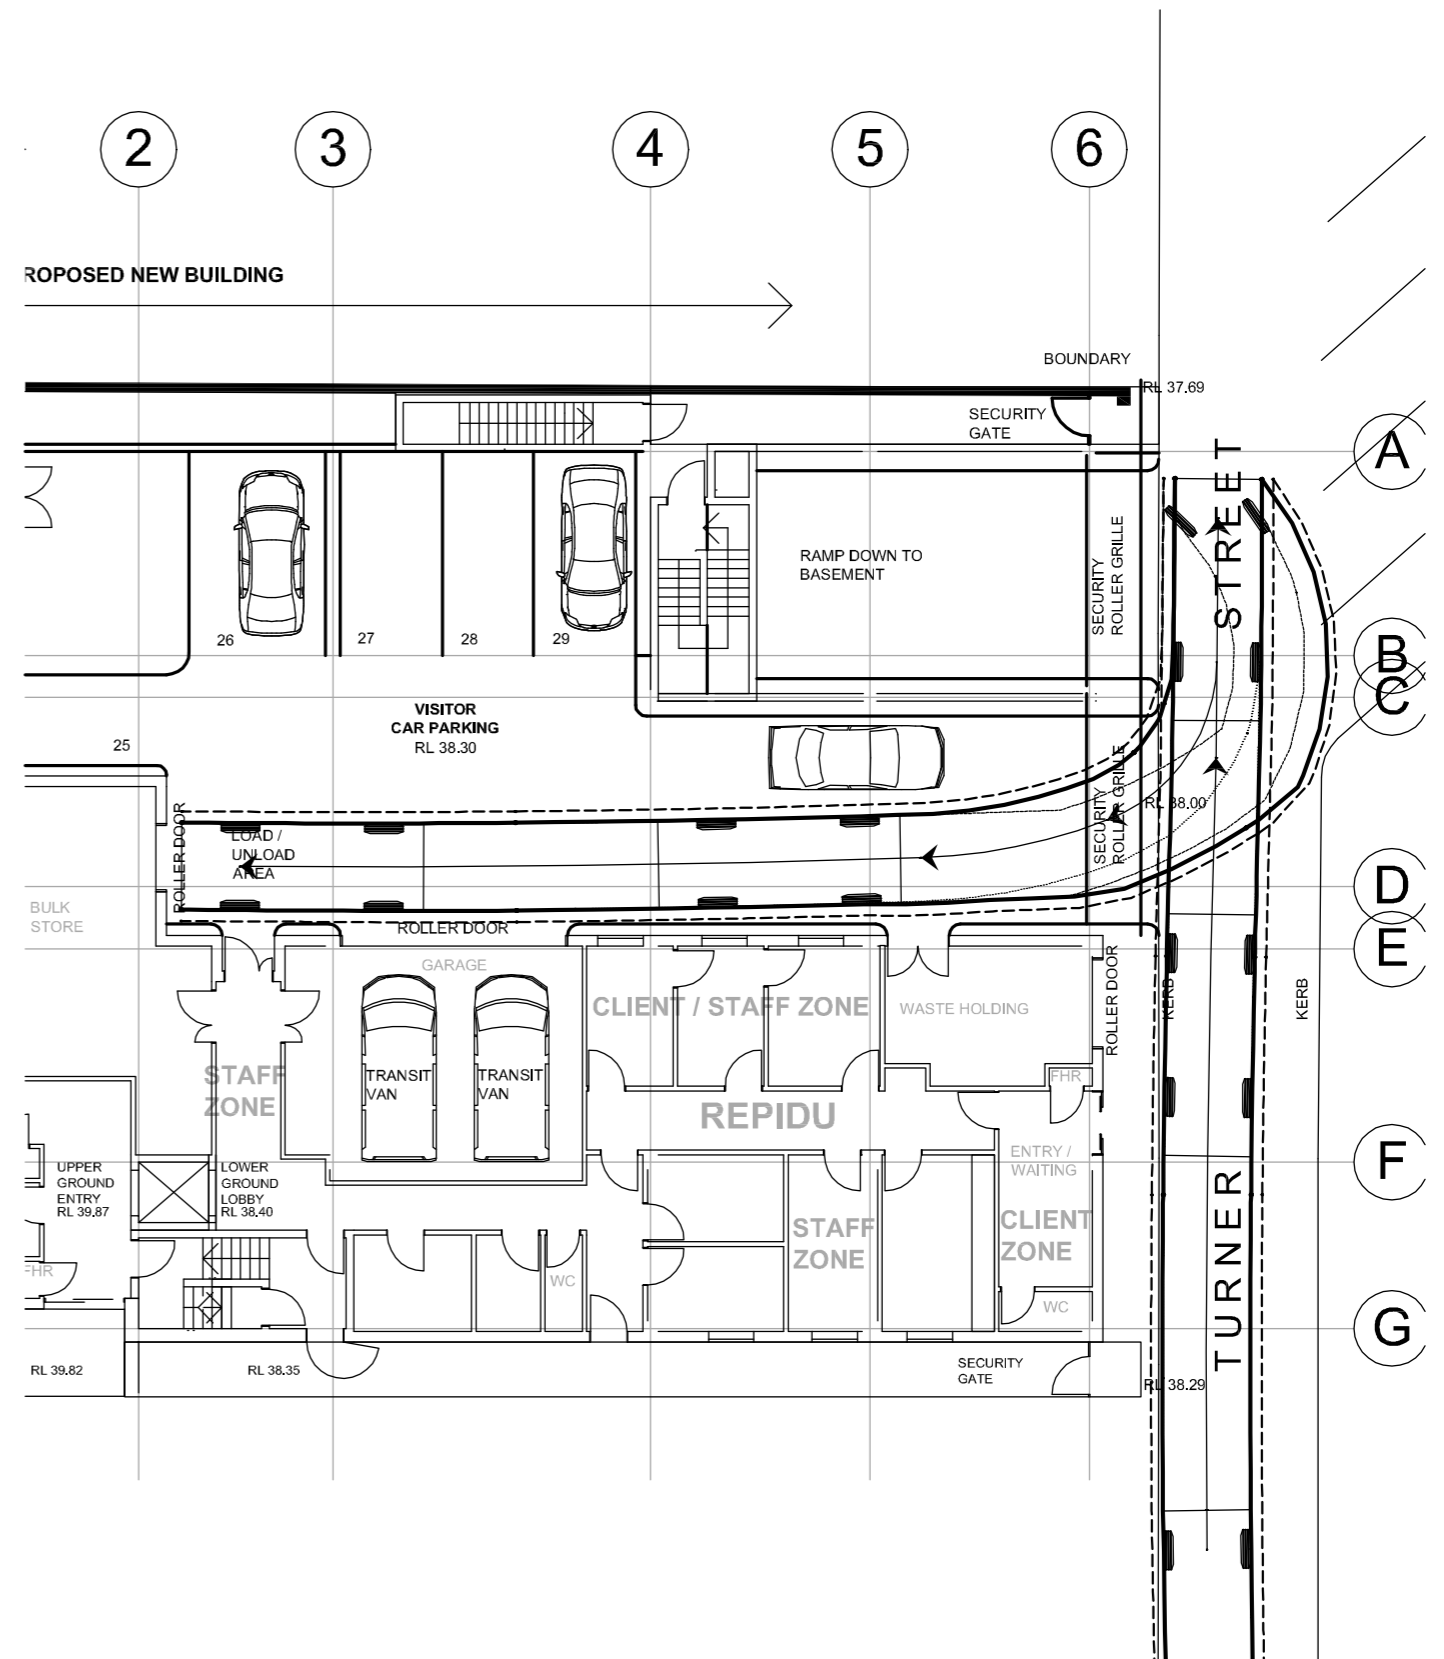 2
3
4
5
6
ROPOSED NEW BUILDING
BOUNDARY
RL 37.69
SECURITY
GATE
A
TURNER STREET
RAMP DOWN TO
BASEMENT
SECURITY
ROLLER GRILLE
26
27
28
29
B
C
VISITOR
CAR PARKING
RL 38.30
25
SECURITY
ROLLER GRILLE
RL 38.00
ROLLER DOOR
LOAD /
UNLOAD
AREA
D
BULK
STORE
ROLLER DOOR
E
GARAGE
CLIENT / STAFF ZONE
WASTE HOLDING
ROLLER DOOR
KERB
KERB
STAFF
ZONE
TRANSIT
VAN
TRANSIT
VAN
FHR
REPIDU
ENTRY /
WAITING
F
UPPER
GROUND
ENTRY
RL 39.87
LOWER
GROUND
LOBBY
RL 38.40
STAFF
ZONE
CLIENT
ZONE
FHR
WC
WC
G
RL 39.82
RL 38.35
SECURITY
GATE
RL 38.29